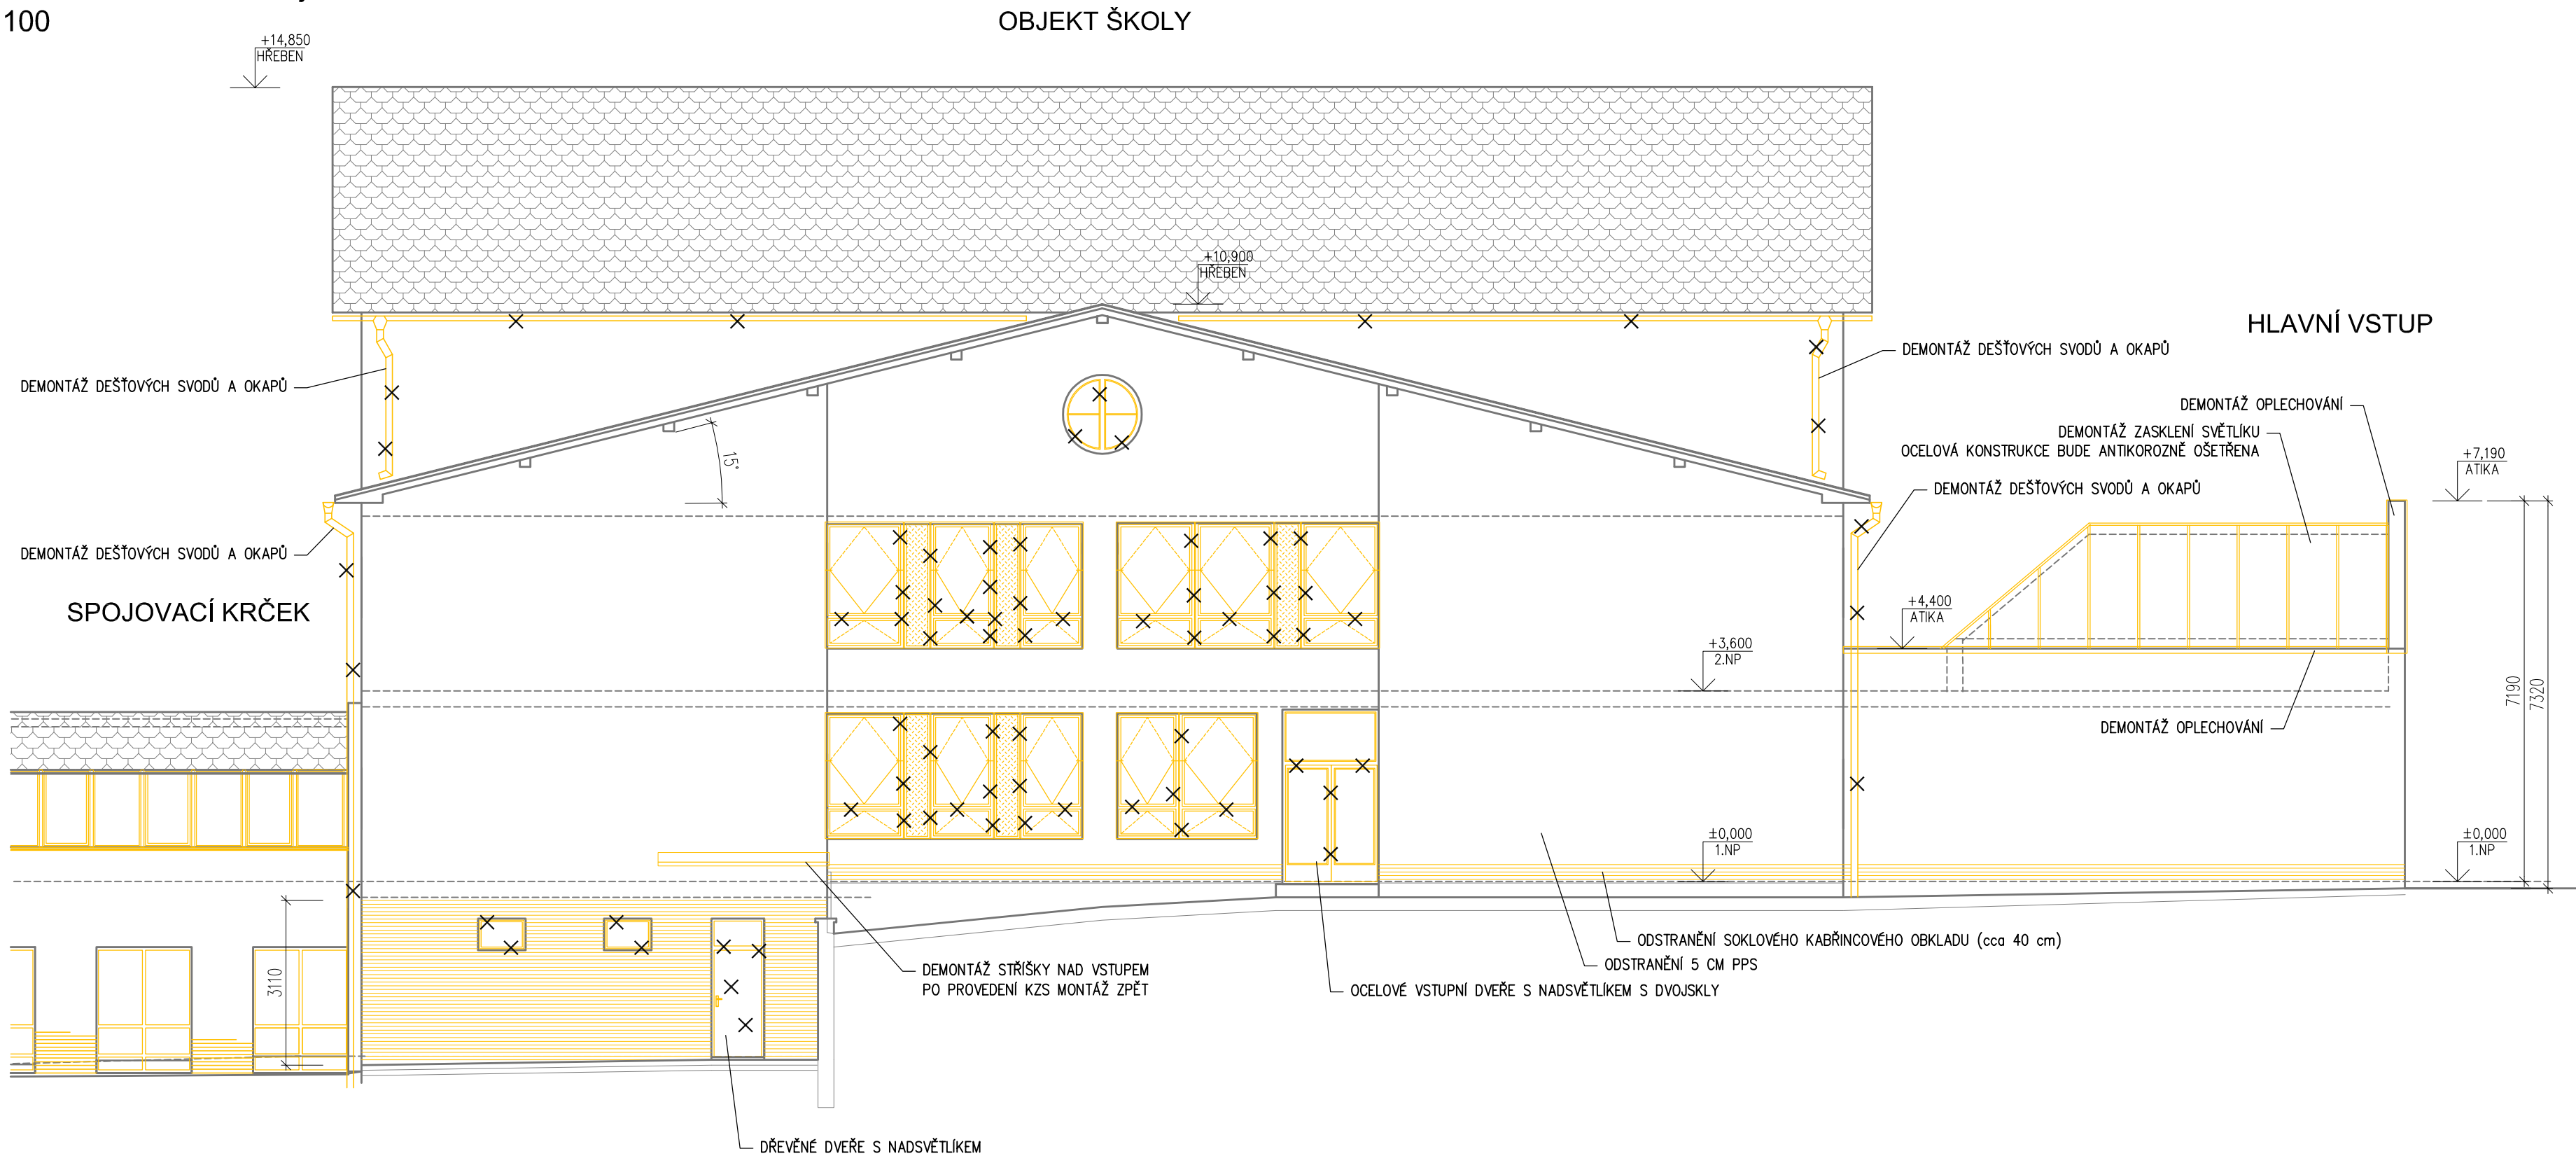 100
OBJEKT ŠKOLY
+14,850
HŘEBEN
+10,900
HŘEBEN
HLAVNÍ VSTUP
DEMONTÁŽ DEŠŤOVÝCH SVODŮ A OKAPŮ
DEMONTÁŽ DEŠŤOVÝCH SVODŮ A OKAPŮ
DEMONTÁŽ OPLECHOVÁNÍ
DEMONTÁŽ ZASKLENÍ SVĚTLÍKU
OCELOVÁ KONSTRUKCE BUDE ANTIKOROZNĚ OŠETŘENA
+7,190
ATIKA
15°
DEMONTÁŽ DEŠŤOVÝCH SVODŮ A OKAPŮ
DEMONTÁŽ DEŠŤOVÝCH SVODŮ A OKAPŮ
SPOJOVACÍ KRČEK
+4,400
ATIKA
+3,600
2.NP
7190
7320
DEMONTÁŽ OPLECHOVÁNÍ
±0,000
1.NP
±0,000
1.NP
3110
ODSTRANĚNÍ SOKLOVÉHO KABŘINCOVÉHO OBKLADU (cca 40 cm)
ODSTRANĚNÍ 5 CM PPS
DEMONTÁŽ STŘÍŠKY NAD VSTUPEM
PO PROVEDENÍ KZS MONTÁŽ ZPĚT
OCELOVÉ VSTUPNÍ DVEŘE S NADSVĚTLÍKEM S DVOJSKLY
DŘEVĚNÉ DVEŘE S NADSVĚTLÍKEM